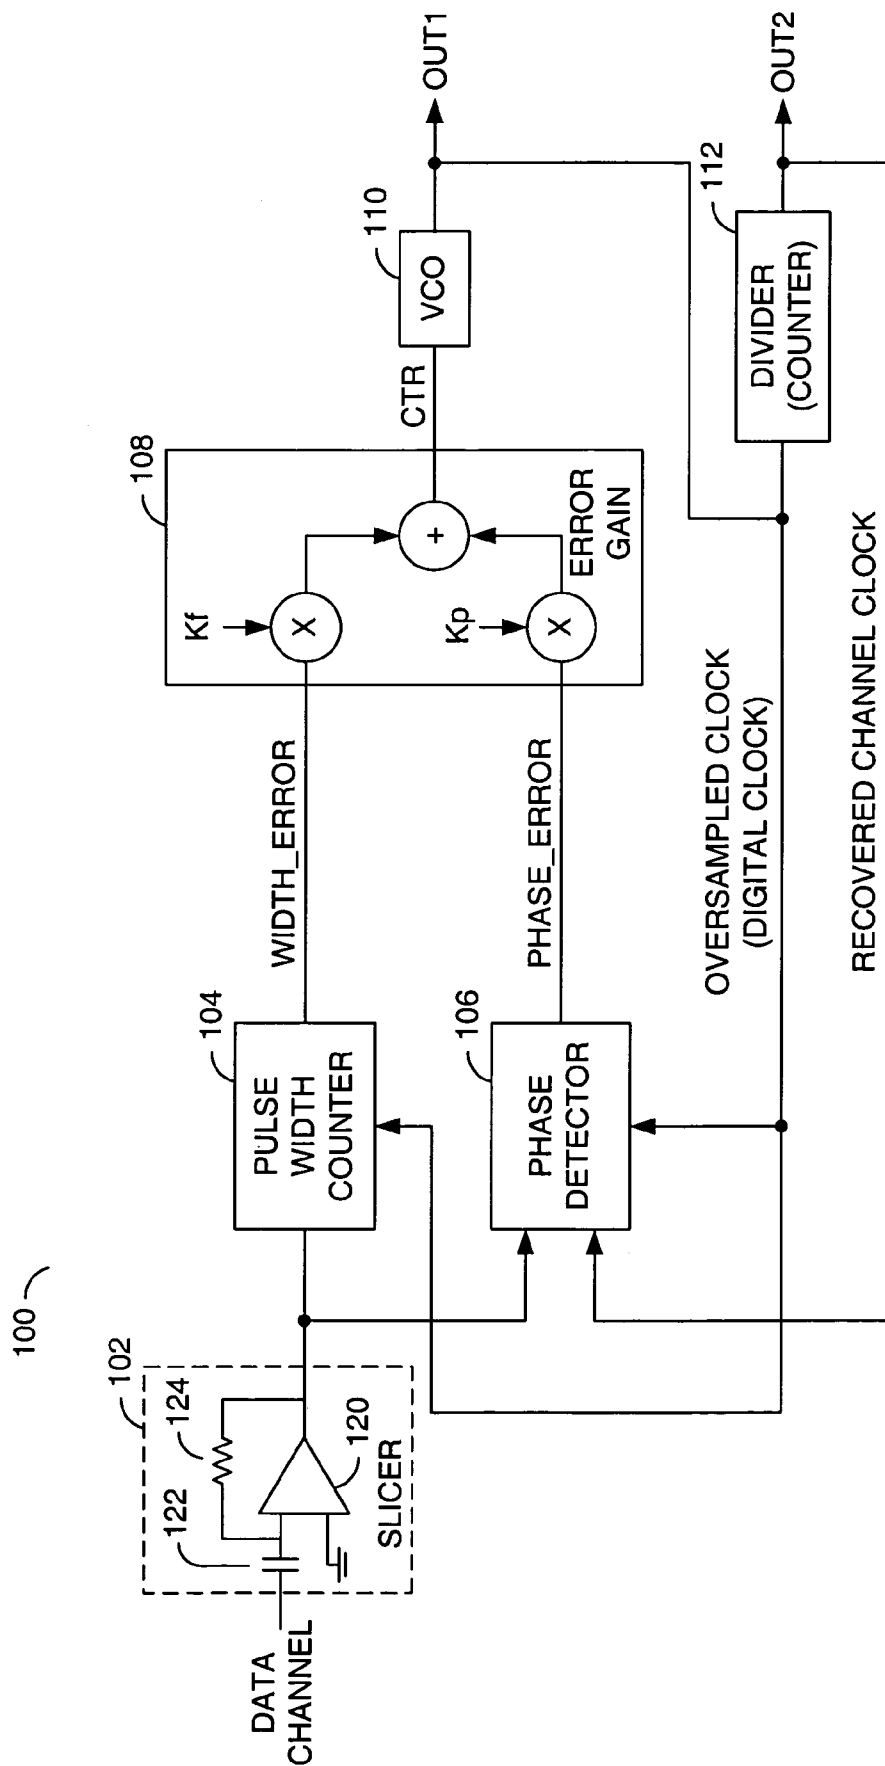 100
102
124
122
120
SLICER
DATA
CHANNEL
104
PULSE
WIDTH
COUNTER
106
PHASE
DETECTOR
WIDTH_ERROR
PHASE_ERROR
108
Kf
X
Kp
X
+
ERROR
GAIN
CTR
110
VCO
OUT1
OVERSAMPLED CLOCK
(DIGITAL CLOCK)
112
DIVIDER
(COUNTER)
OUT2
RECOVERED CHANNEL CLOCK